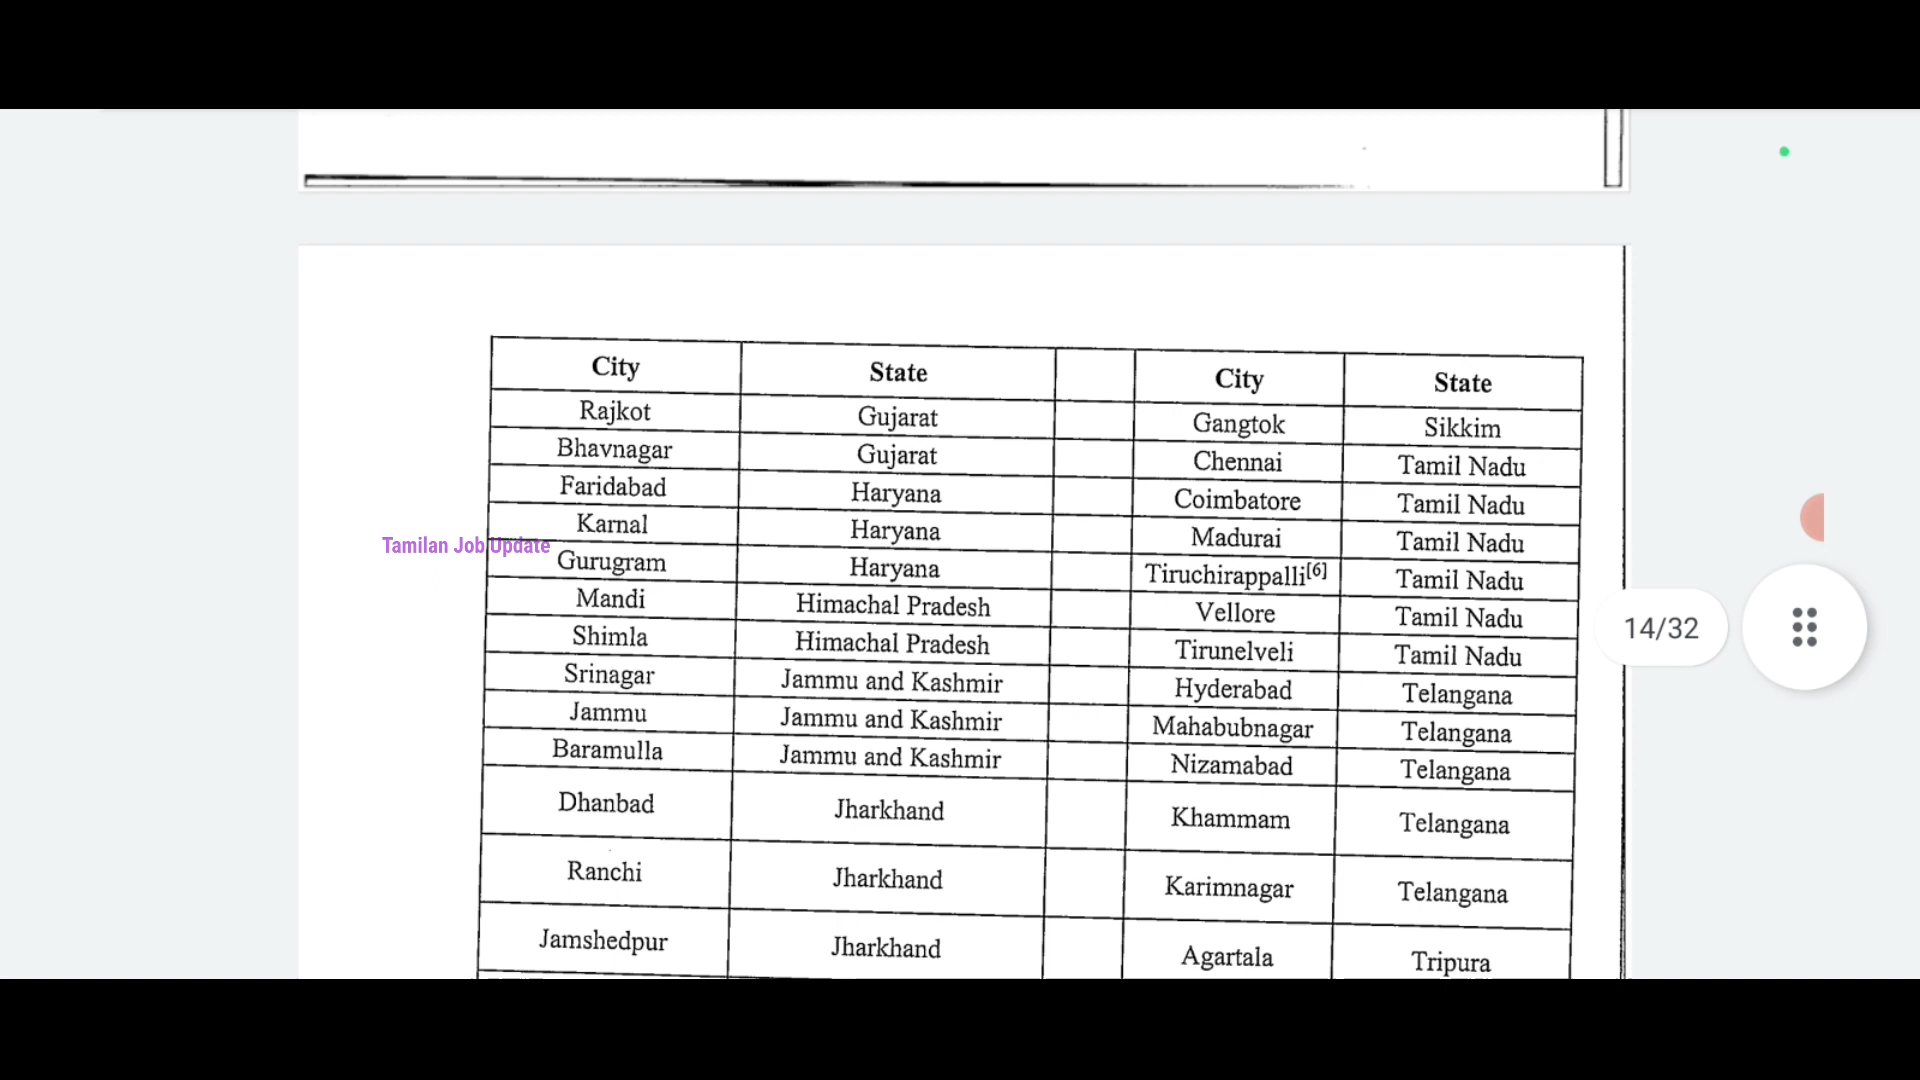 City State City State
Rajkot Gujarat Gangtok Sikkim
Bhavnagar Gujarat Chennai Tamil Nadu
Faridabad Haryana Coimbatore Tamil Nadu
Karnal Haryana Madurai Tamil Nadu
Tamilan Job Update
Gurugram Haryana Tiruchirappalli[6] Tamil Nadu
Mandi Himachal Pradesh Vellore Tamil Nadu
14/32
Shimla Himachal Pradesh Tirunelveli Tamil Nadu
Srinagar Jammu and Kashmir Hyderabad Telangana
Jammu Jammu and Kashmir Mahabubnagar Telangana
Baramulla Jammu and Kashmir Nizamabad Telangana
Dhanbad Jharkhand Khammam Telangana
Ranchi Jharkhand Karimnagar Telangana
Jamshedpur Jharkhand Agartala Tripura